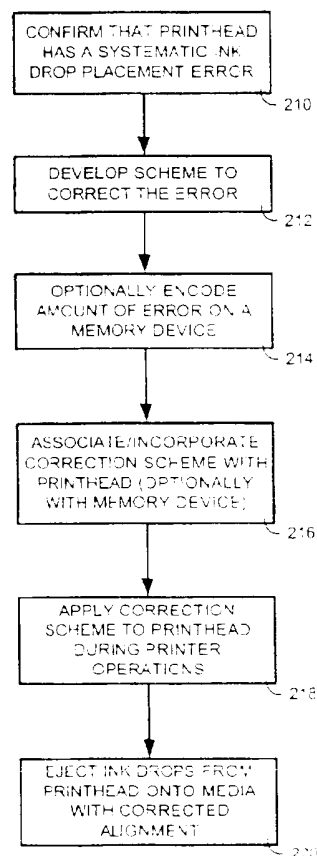 CONFIRM THAT PRINTHEAD
HAS A SYSTEMATIC INK
DROP PLACEMENT ERROR
210
DEVELOP SCHEME TO
CORRECT THE ERROR
212
OPTIONALLY ENCODE
AMOUNT OF ERROR ON A
MEMORY DEVICE
214
ASSOCIATE/INCORPORATE
CORRECTION SCHEME WITH
PRINTHEAD (OPTIONALLY
WITH MEMORY DEVICE)
216
APPLY CORRECTION
SCHEME TO PRINTHEAD
DURING PRINTER
OPERATIONS
218
EJECT INK DROPS FROM
PRINTHEAD ONTO MEDIA
WITH CORRECTED
ALIGNMENT